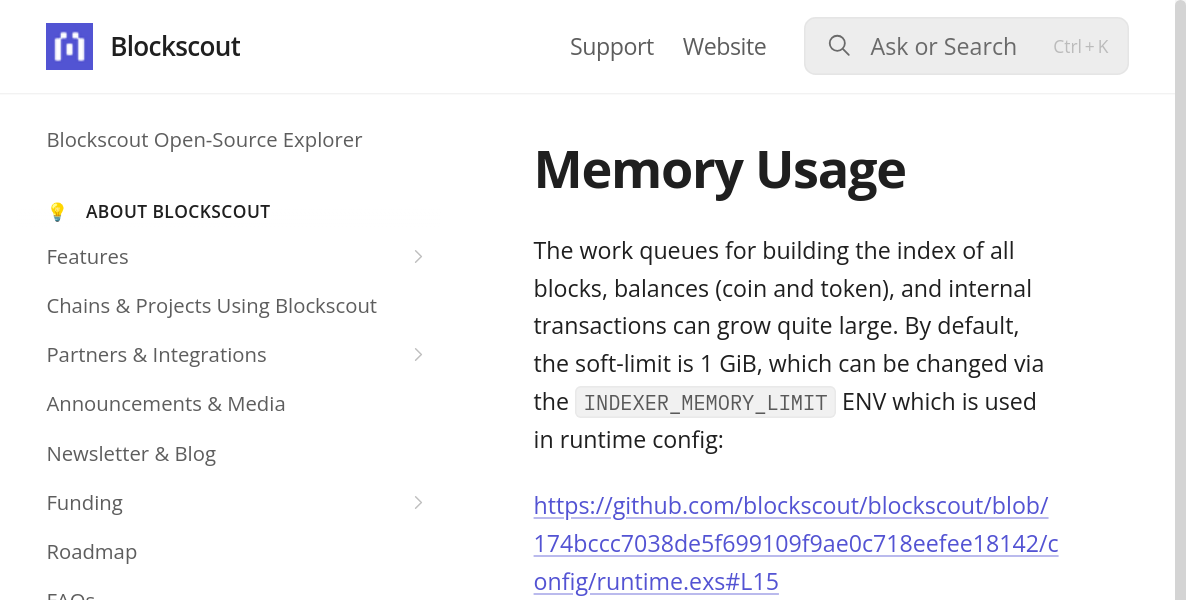 Blockscout
Support
Website
Ask or Search
Ctrl+K
Blockscout Open-Source Explorer
💡 ABOUT BLOCKSCOUT
Features
Chains & Projects Using Blockscout
Partners & Integrations
Announcements & Media
Newsletter & Blog
Funding
Roadmap
FAQs
Memory Usage
The work queues for building the index of all
blocks, balances (coin and token), and internal
transactions can grow quite large. By default,
the soft-limit is 1 GiB, which can be changed via
the INDEXER_MEMORY_LIMIT ENV which is used
in runtime config:
https://github.com/blockscout/blockscout/blob/
174bccc7038de5f699109f9ae0c718eefee18142/c
onfig/runtime.exs#L15